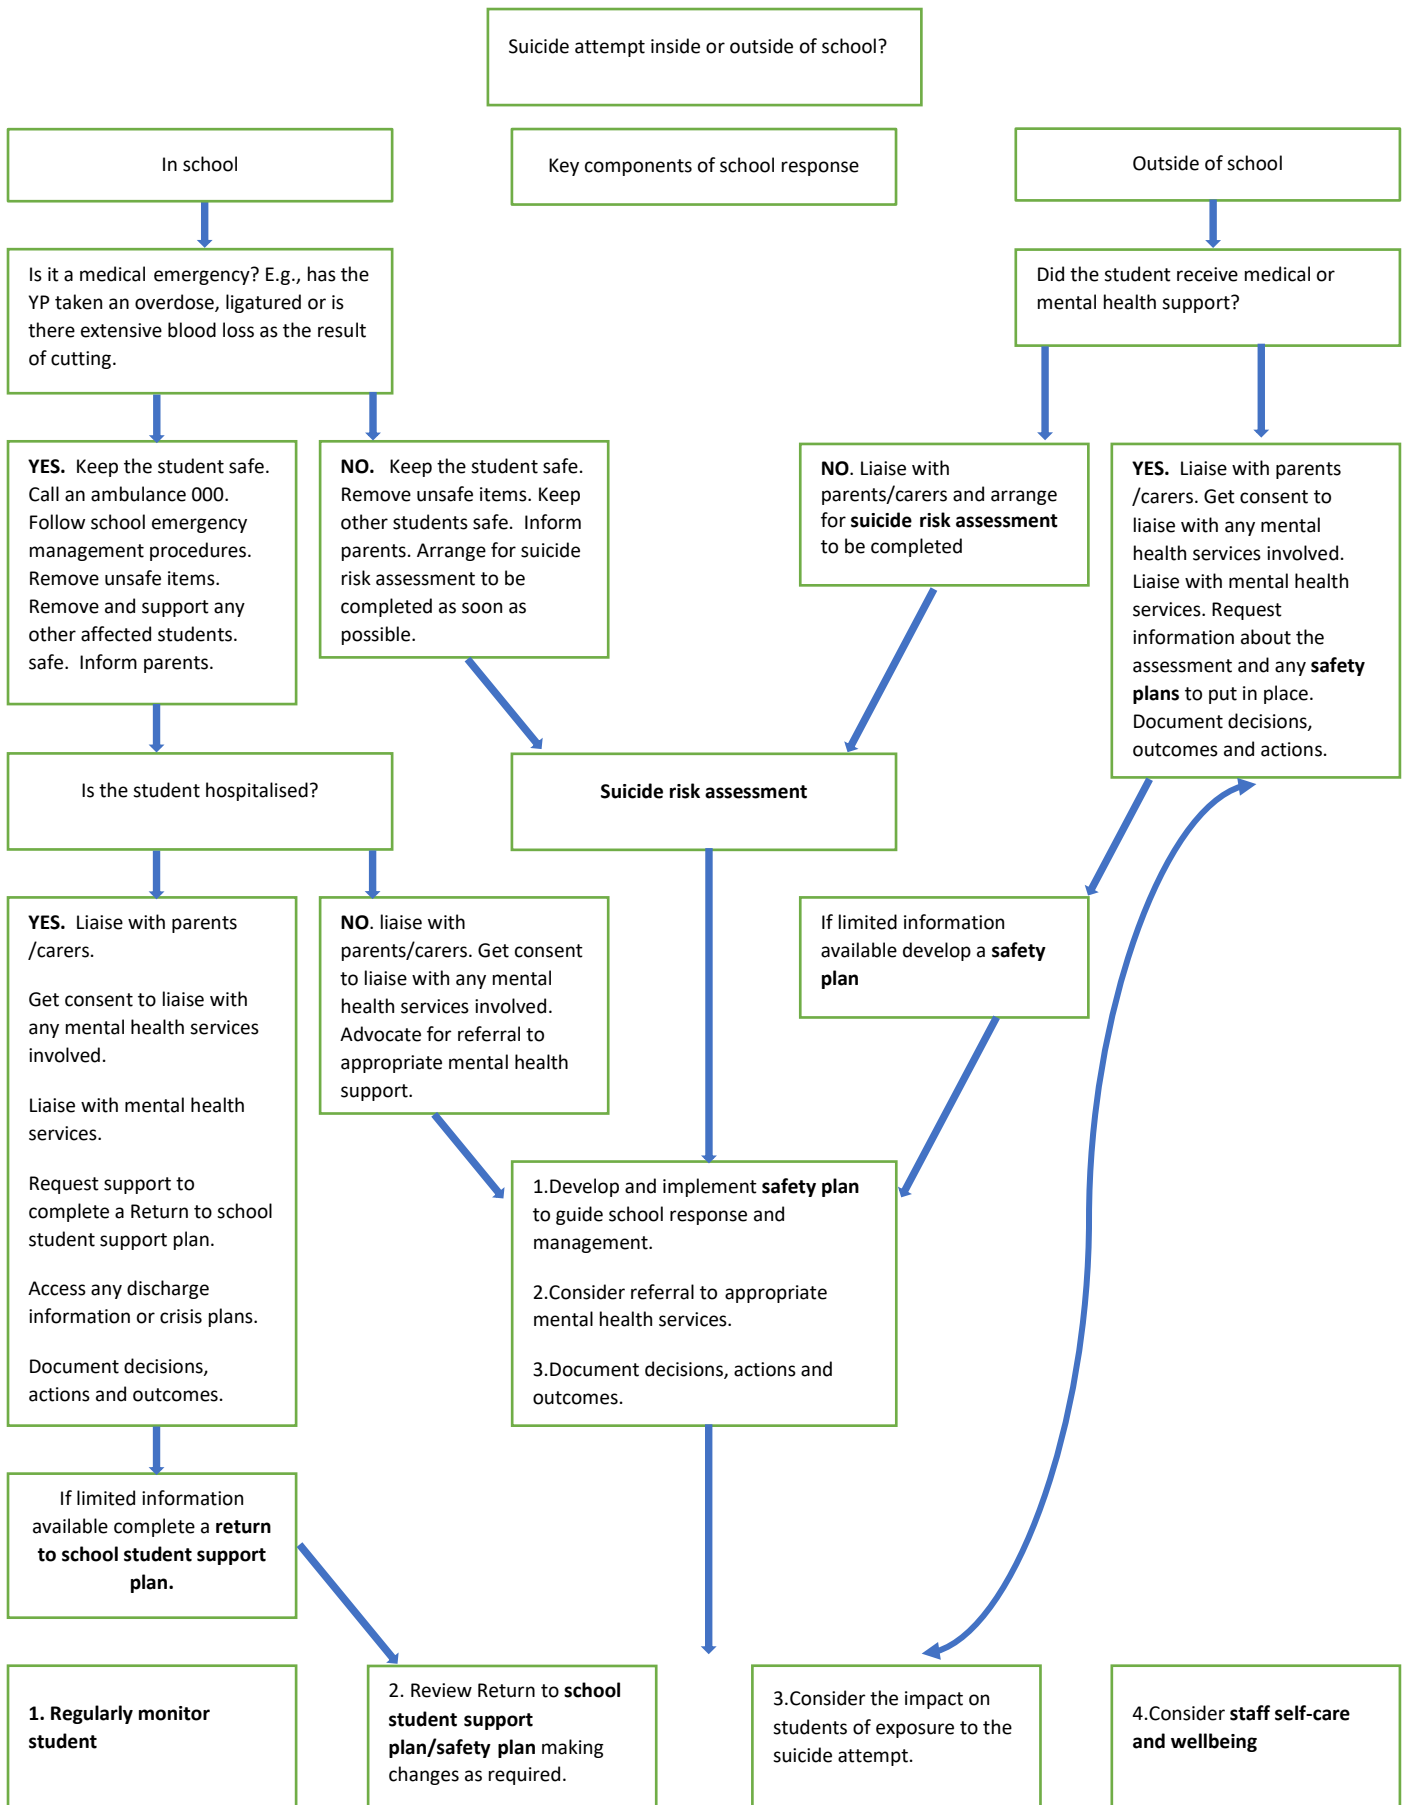 Suicide attempt inside or outside of school?
In school
Key components of school response
Outside of school
Is it a medical emergency? E.g., has the
YP taken an overdose, ligatured or is
there extensive blood loss as the result
of cutting.
Did the student receive medical or
mental health support?
YES. Keep the student safe.
Call an ambulance 000.
Follow school emergency
management procedures.
Remove unsafe items.
Remove and support any
other affected students.
safe. Inform parents.
NO. Keep the student safe.
Remove unsafe items. Keep
other students safe. Inform
parents. Arrange for suicide
risk assessment to be
completed as soon as
possible.
NO. Liaise with
parents/carers and arrange
for suicide risk assessment
to be completed
YES. Liaise with parents
/carers. Get consent to
liaise with any mental
health services involved.
Liaise with mental health
services. Request
information about the
assessment and any safety
plans to put in place.
Document decisions,
outcomes and actions.
Is the student hospitalised?
Suicide risk assessment
YES. Liaise with parents
/carers.
Get consent to liaise with
any mental health services
involved.
Liaise with mental health
services.
Request support to
complete a Return to school
student support plan.
Access any discharge
information or crisis plans.
Document decisions,
actions and outcomes.
NO. liaise with
parents/carers. Get consent
to liaise with any mental
health services involved.
Advocate for referral to
appropriate mental health
support.
If limited information
available develop a safety
plan
1.Develop and implement safety plan
to guide school response and
management.
2.Consider referral to appropriate
mental health services.
3.Document decisions, actions and
outcomes.
If limited information
available complete a return
to school student support
plan.
1. Regularly monitor
student
2. Review Return to school
student support
plan/safety plan making
changes as required.
3.Consider the impact on
students of exposure to the
suicide attempt.
4.Consider staff self-care
and wellbeing